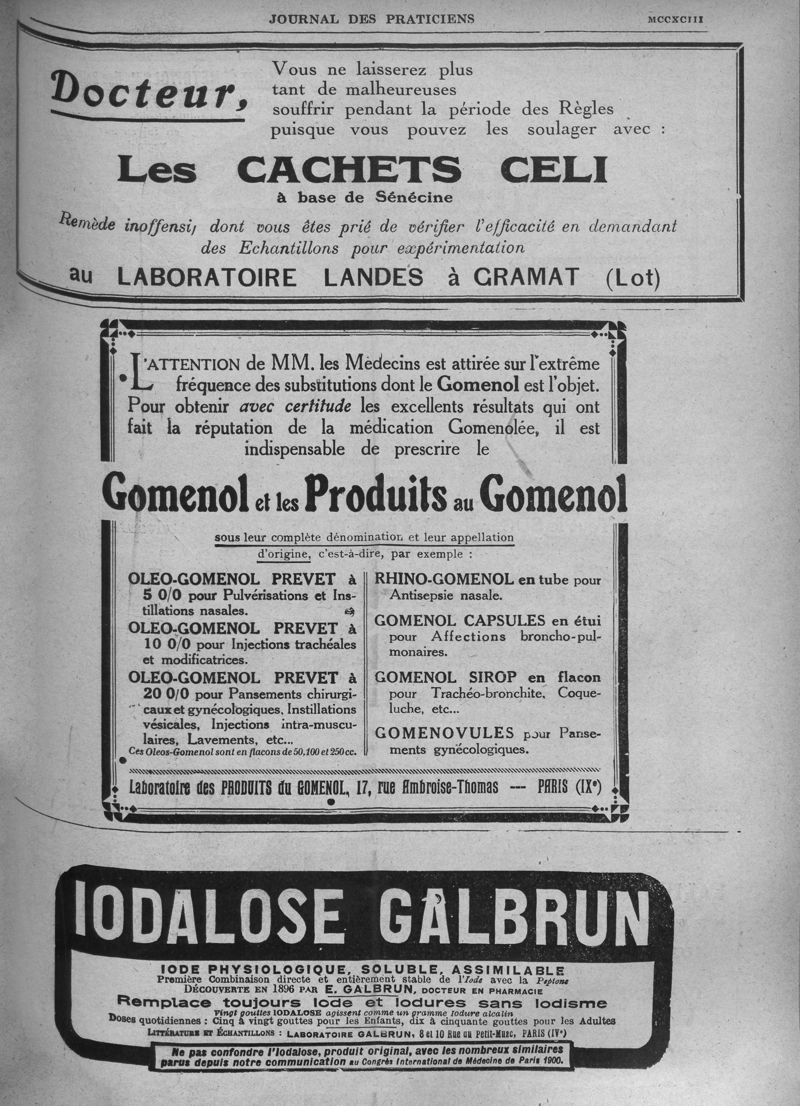 JOURNAL DES PRATICIENS MCCXCIII
Docteur,
Vous ne laisserez plus
tant de malheureuses
souffrir pendant la période des Règles
puisque vous pouvez les soulager avec :
Les CACHETS CELI
à base de Sénécine
Remède inoffensif dont vous êtes prié de vérifier l'efficacité en demandant
des Echantillons pour expérimentation
au LABORATOIRE LANDES à GRAMAT (Lot)
L'ATTENTION de MM. les Médecins est attirée sur l'extrême
fréquence des substitutions dont le Gomenol est l'objet.
Pour obtenir avec certitude les excellents résultats qui ont
fait la réputation de la médication Gomenolée, il est
indispensable de prescrire le
Gomenol et les Produits au Gomenol
sous leur complète dénomination et leur appellation
d'origine, c'est-à-dire, par exemple :
OLEO-GOMENOL PREVET à
5 0/0 pour Pulvérisations et Ins-
tillations nasales.
OLEO-GOMENOL PREVET à
10 0/0 pour Injections trachéales
et modificatrices.
OLEO-GOMENOL PREVET à
20 0/0 pour Pansements chirurgi-
caux et gynécologiques, Instillations
vésicales, Injections intra-muscu-
laires, Lavements, etc...
Ces Oleos-Gomenol sont en flacons de 50, 100 et 250 cc.
RHINO-GOMENOL en tube pour
Antisepsie nasale.
GOMENOL CAPSULES en étui
pour Affections broncho-pul-
monaires.
GOMENOL SIROP en flacon
pour Trachéo-bronchite, Coque-
luche, etc...
GOMENOVULES pour Panse-
ments gynécologiques.
Laboratoire des PRODUITS du GOMENOL, 17, rue Ambroise-Thomas — PARIS (IXe)
IODALOSE GALBRUN
IODE PHYSIOLOGIQUE, SOLUBLE, ASSIMILABLE
Première Combinaison directe et entièrement stable de l'Iode avec la Peptone
DÉCOUVERTE EN 1896 PAR E. GALBRUN, DOCTEUR EN PHARMACIE
Remplace toujours Iode et Iodures sans Iodisme
Vingt gouttes IODALOSE agissent comme un gramme Iodure alcalin
Doses quotidiennes : Cinq à vingt gouttes pour les Enfants, dix à cinquante gouttes pour les Adultes
LITTÉRATURE ET ÉCHANTILLONS : LABORATOIRE GALBRUN, 8 et 10 Rue du Petit-Musc, PARIS (IVe)
Ne pas confondre l'Iodalose, produit original, avec les nombreux similaires
parus depuis notre communication au Congrès International de Médecine de Paris 1900.